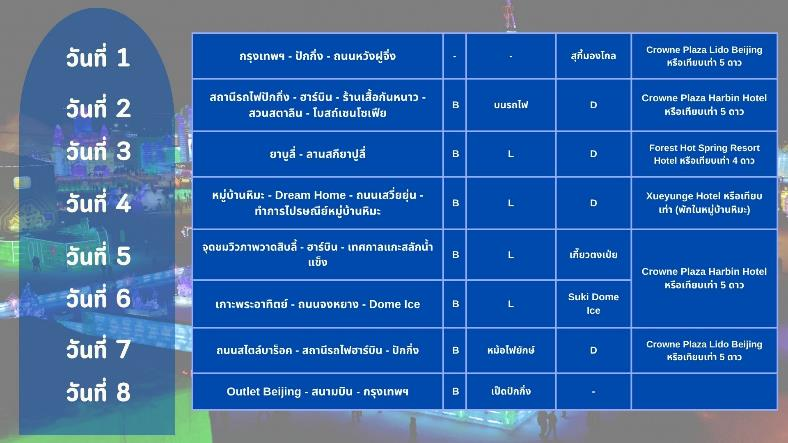 วันที่ 1
กรุงเทพฯ - ปักกิ่ง - ถนนหวังฝูจิ่ง
-
-
สุกี้มองโกล
Crowne Plaza Lido Beijing
หรือเทียบเท่า 5 ดาว
วันที่ 2
สถานีรถไฟปักกิ่ง - ฮาร์บิน - ร้านเสื้อกันหนาว -
สวนสตาลิน - โบสถ์เซนโซเฟีย
B
บนรถไฟ
D
Crowne Plaza Harbin Hotel
หรือเทียบเท่า 5 ดาว
วันที่ 3
ยาบูลี่ - ลานสกียาปูลี่
B
L
D
Forest Hot Spring Resort
Hotel หรือเทียบเท่า 4 ดาว
วันที่ 4
หมู่บ้านหิมะ - Dream Home - ถนนเสวี่ยยุ่น -
ทำการไปรษณีย์หมู่บ้านหิมะ
B
L
D
Xueyunge Hotel หรือเทียบ
เท่า (พักในหมู่บ้านหิมะ)
วันที่ 5
จุดชมวิวภาพวาดสิบลี้ - ฮาร์บิน - เทศกาลแกะสลักน้ำ
แข็ง
B
L
เกี๊ยวตงเป่ย
Crowne Plaza Harbin Hotel
หรือเทียบเท่า 5 ดาว
วันที่ 6
เกาะพระอาทิตย์ - ถนนจงหยาง - Dome Ice
B
L
Suki Dome
Ice
วันที่ 7
ถนนสไตล์บาร็อค - สถานีรถไฟฮาร์บิน - ปักกิ่ง
B
หม้อไฟยักษ์
D
Crowne Plaza Lido Beijing
หรือเทียบเท่า 5 ดาว
วันที่ 8
Outlet Beijing - สนามบิน - กรุงเทพฯ
B
เป็ดปักกิ่ง
-